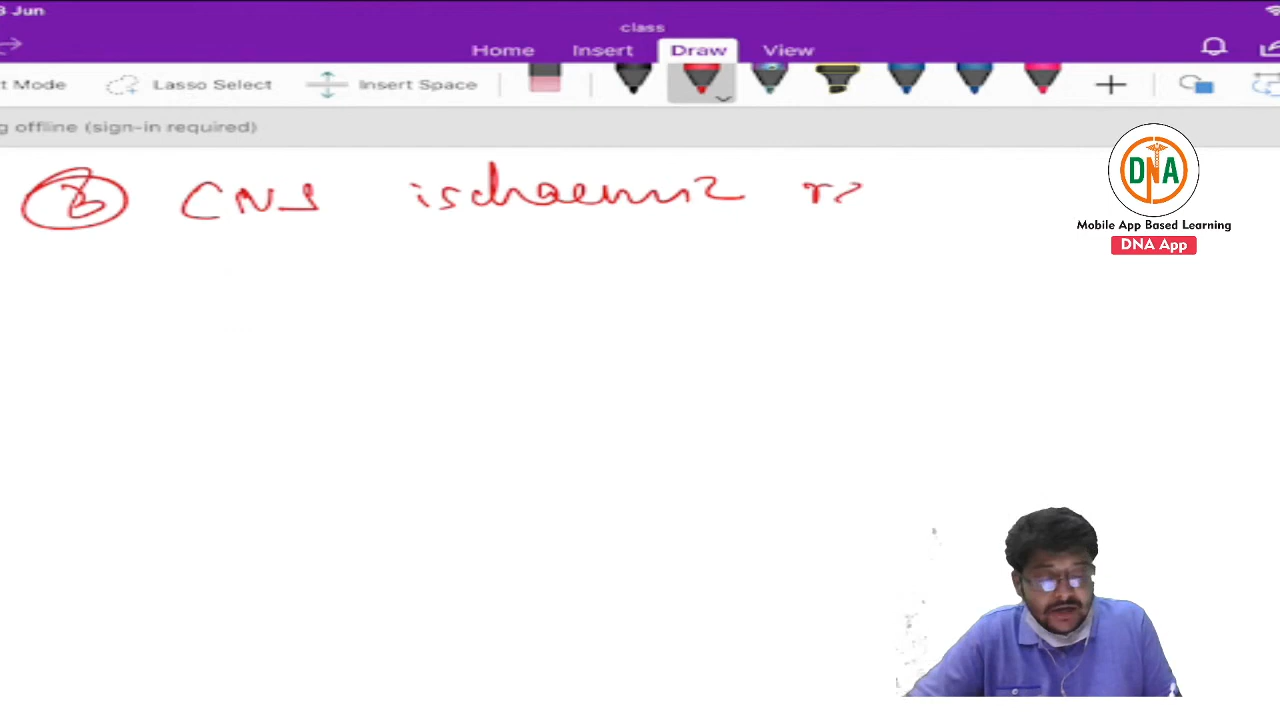 3 Jun
class
Home Insert Draw View
t Mode Lasso Select Insert Space
g offline (sign-in required)
CNS ischaemic
DNA
Mobile App Based Learning
DNA App